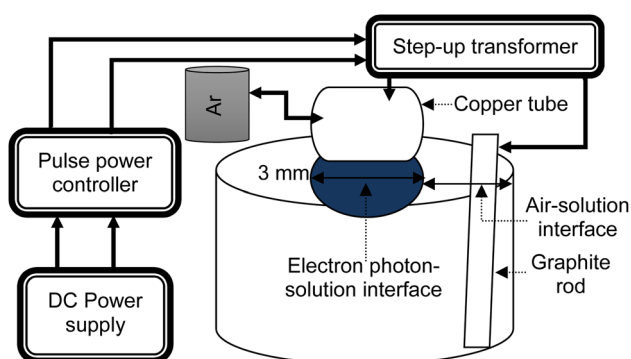 Step-up transformer
Ar
Copper tube
Pulse power
controller
3 mm
Air-solution
interface
Electron photon-
solution interface
Graphite
rod
DC Power
supply